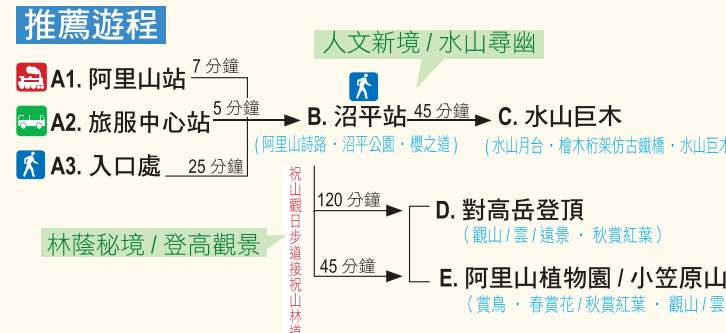 推薦遊程
人文新境 / 水山尋幽
A1. 阿里山站 7 分鐘
A2. 旅服中心站 5 分鐘
A3. 入口處 25 分鐘
B. 沼平站 45 分鐘
(阿里山詩路‧沼平公園‧櫻之道)
C. 水山巨木
(水山月台‧檜木桁架仿古鐵橋‧水山巨木
祝山觀日步道接祝山林道
林蔭秘境 / 登高觀景
120 分鐘
D. 對高岳登頂
(觀山 / 雲 / 遠景 ‧ 秋賞紅葉)
45 分鐘
E. 阿里山植物園 / 小笠原山
(賞鳥 ‧ 春賞花 / 秋賞紅葉 ‧ 觀山 / 雲